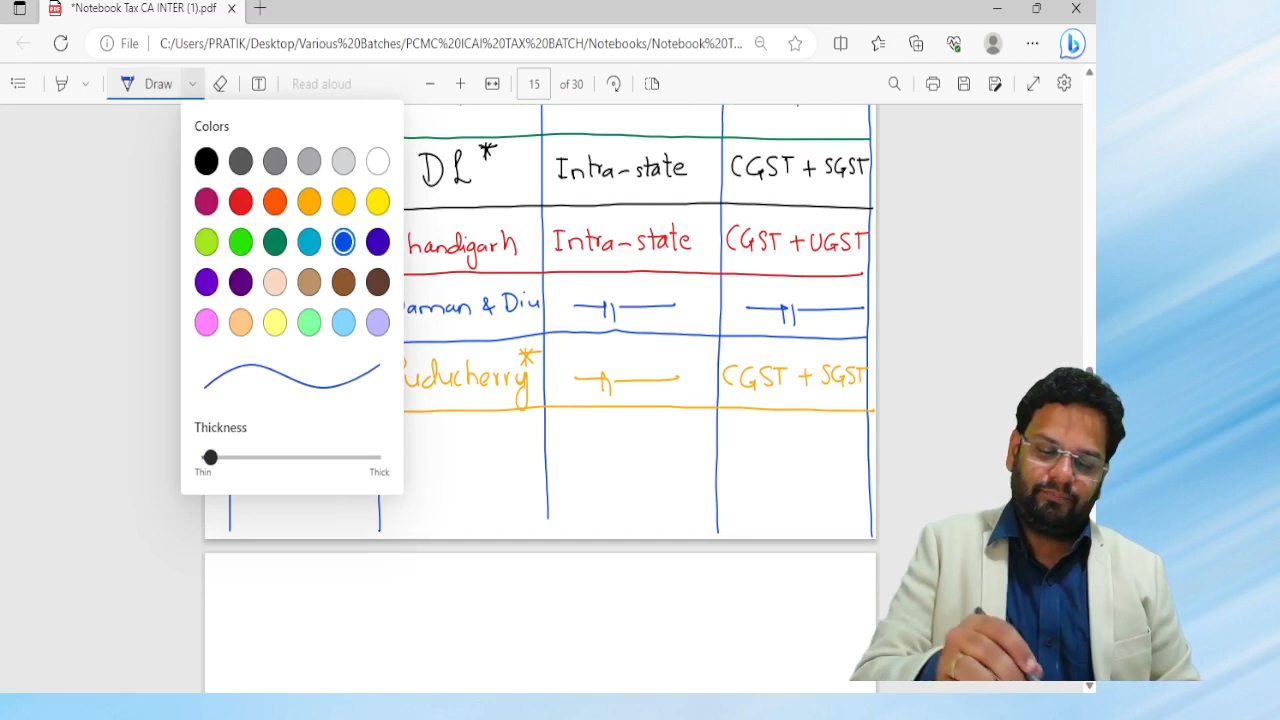 *Notebook Tax CA INTER (1).pdf
File C:/Users/PRATIK/Desktop/Various%20Batches/PCMC%20ICAI%20TAX%20BATCH/Notebooks/Notebook%20T...
Draw Read aloud 15 of 30
Colors
DL* Intra-state CGST + SGST
handigarh Intra-state CGST + UGST
aman & Diu —〃— —〃—
uducherry* —〃— CGST + SGST
Thickness
Thin Thick